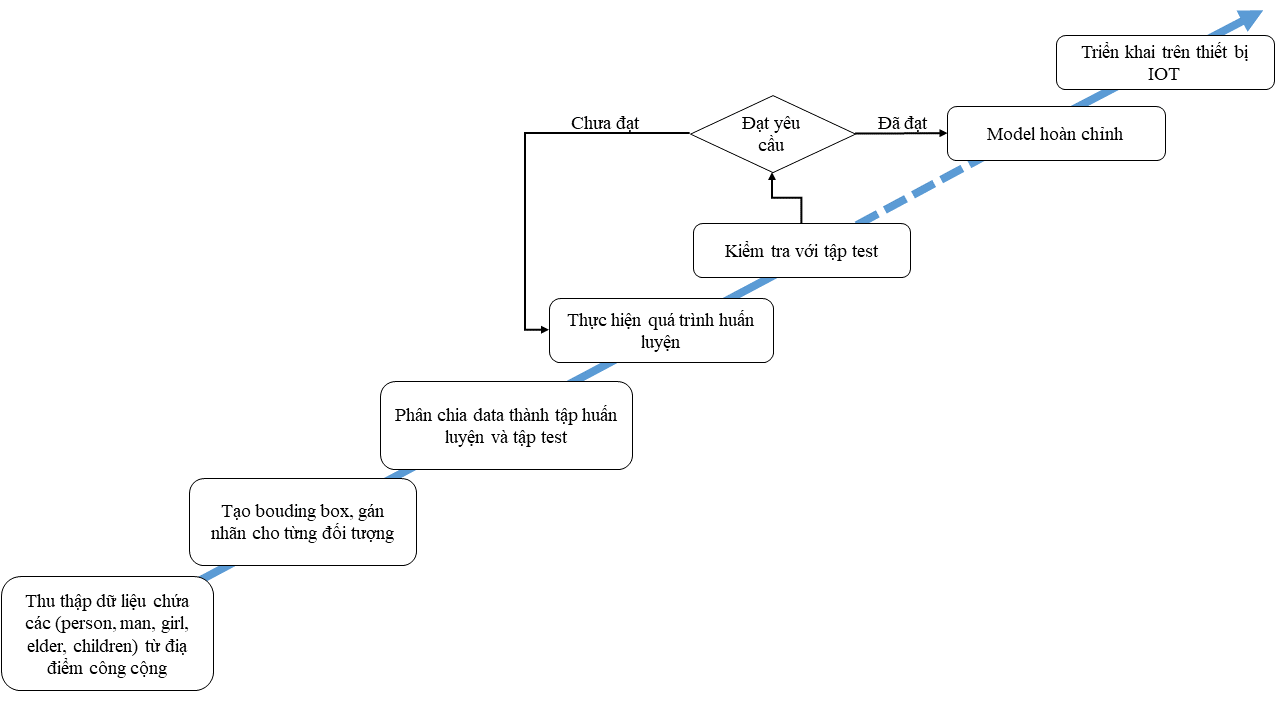 Triển khai trên thiết bị
IOT
Chưa đạt
Đạt yêu
cầu
Đã đạt
Model hoàn chỉnh
Kiểm tra với tập test
Thực hiện quá trình huấn
luyện
Phân chia data thành tập huấn
luyện và tập test
Tạo bouding box, gán
nhãn cho từng đối tượng
Thu thập dữ liệu chứa
các (person, man, girl,
elder, children) từ điạ
điểm công cộng